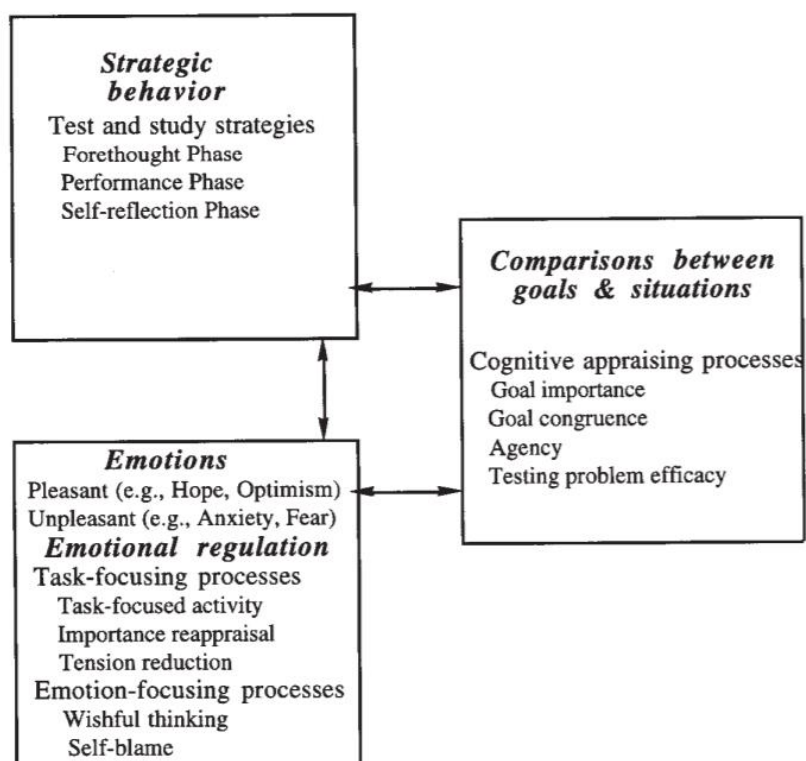 Strategic
behavior
Test and study strategies
Forethought Phase
Performance Phase
Self-reflection Phase
Comparisons between
goals & situations
Cognitive appraising processes
Goal importance
Goal congruence
Agency
Testing problem efficacy
Emotions
Pleasant (e.g., Hope, Optimism)
Unpleasant (e.g., Anxiety, Fear)
Emotional regulation
Task-focusing processes
Task-focused activity
Importance reappraisal
Tension reduction
Emotion-focusing processes
Wishful thinking
Self-blame